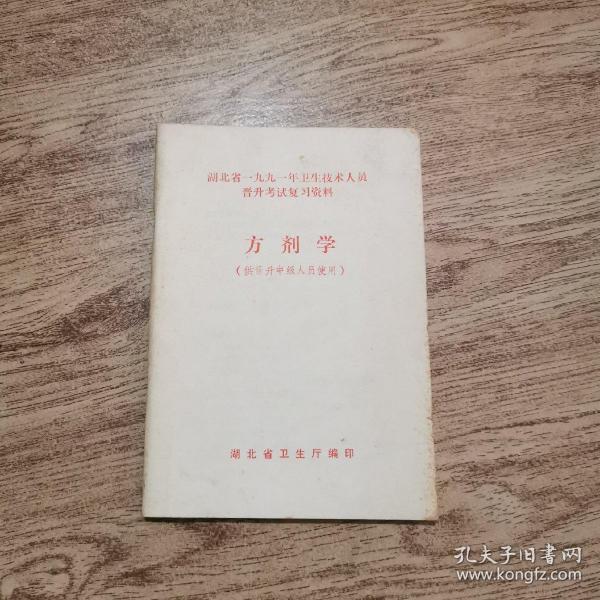 湖北省一九九一年卫生技术人员
晋升考试复习资料
方剂学
（供晋升中级人员使用）
湖北省卫生厅编印
孔夫子旧书网
www.kongfz.com